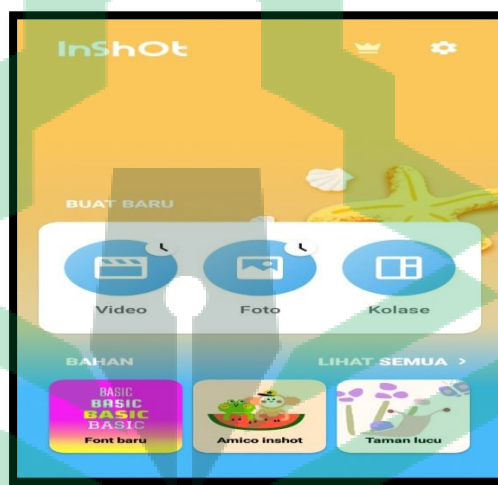 InShOt
BUAT BARU
Video Foto Kolase
BAHAN LIHAT SEMUA >
BASIC
BASIC
BASIC
BASIC
Font baru Amico inshot Taman lucu